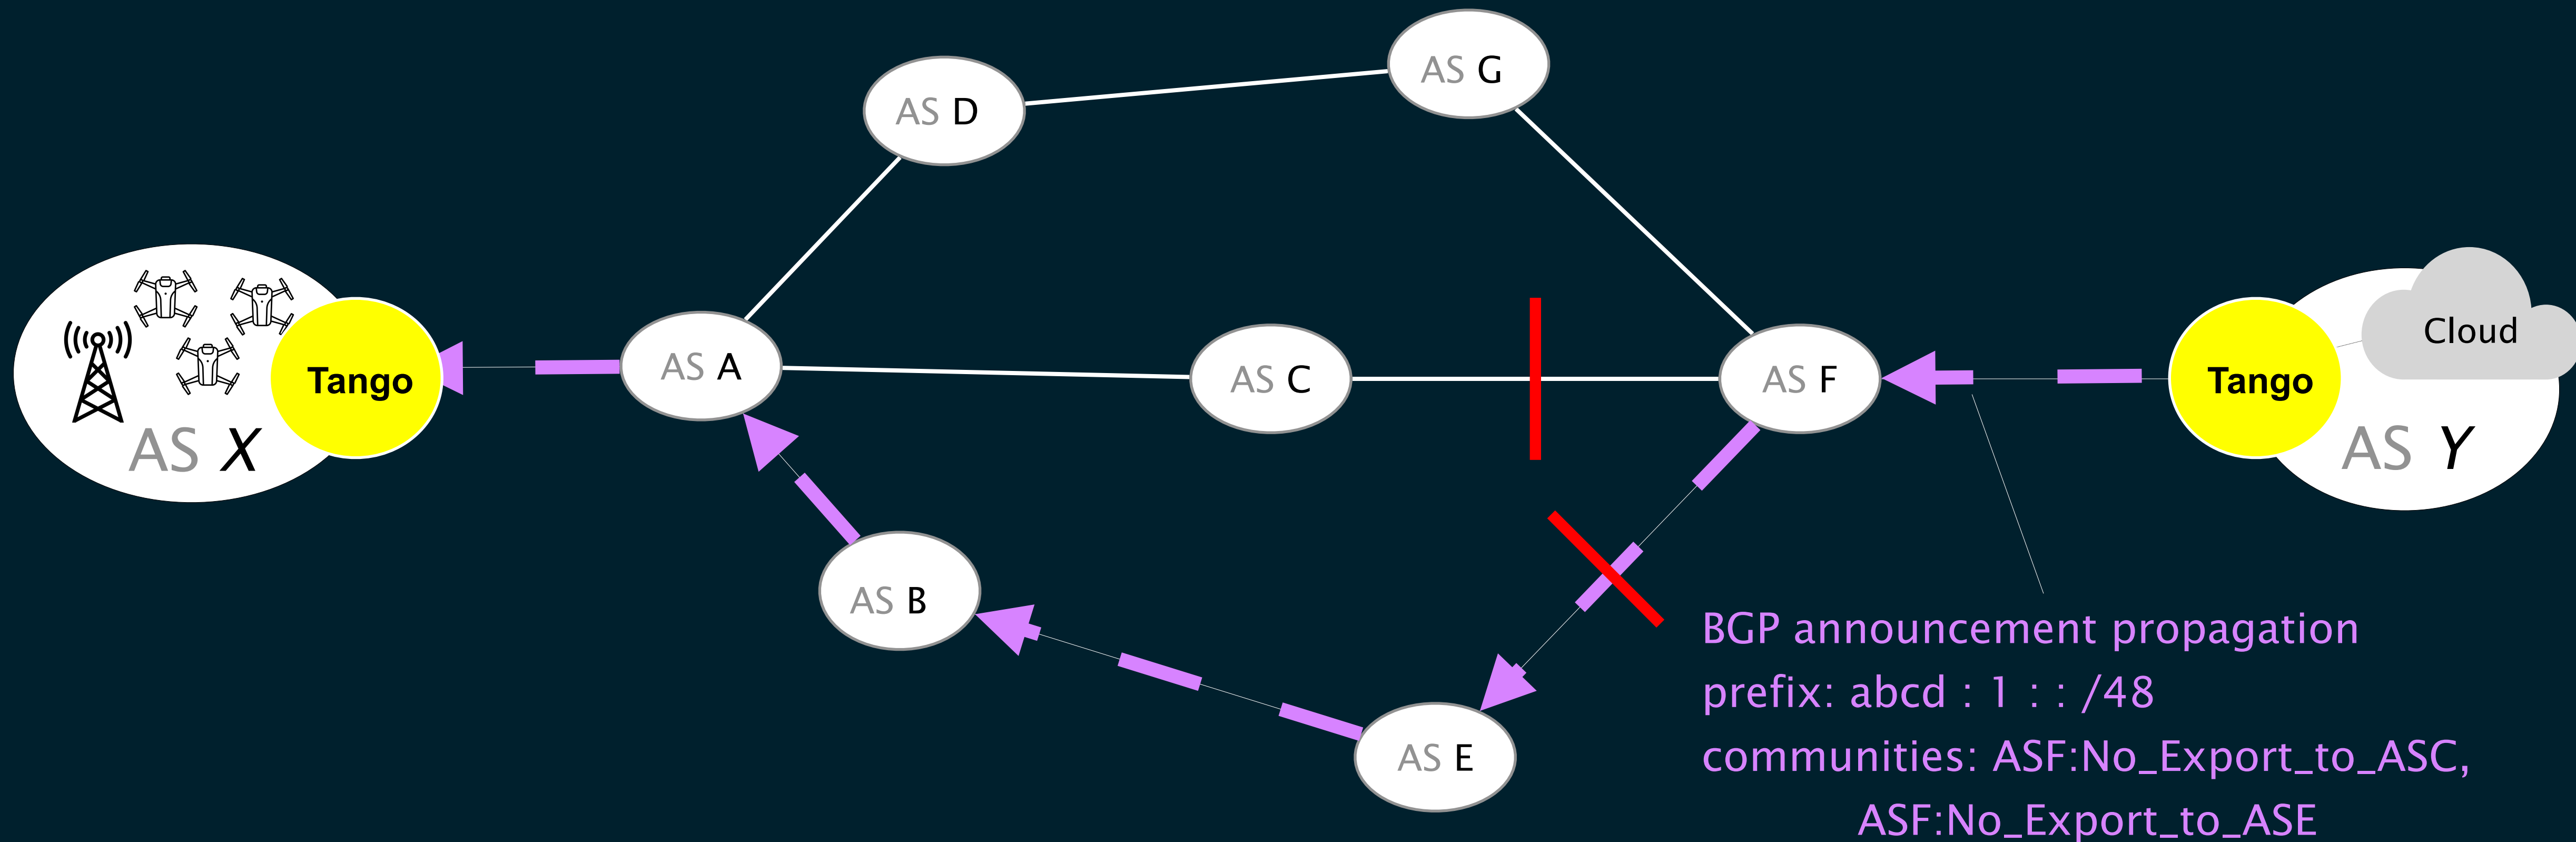 AS G
AS D
Cloud
Tango
AS A
AS C
AS F
Tango
AS X
AS Y
AS B
BGP announcement propagation
prefix: abcd : 1 : : /48
communities: ASF:No_Export_to_ASC,
ASF:No_Export_to_ASE
AS E